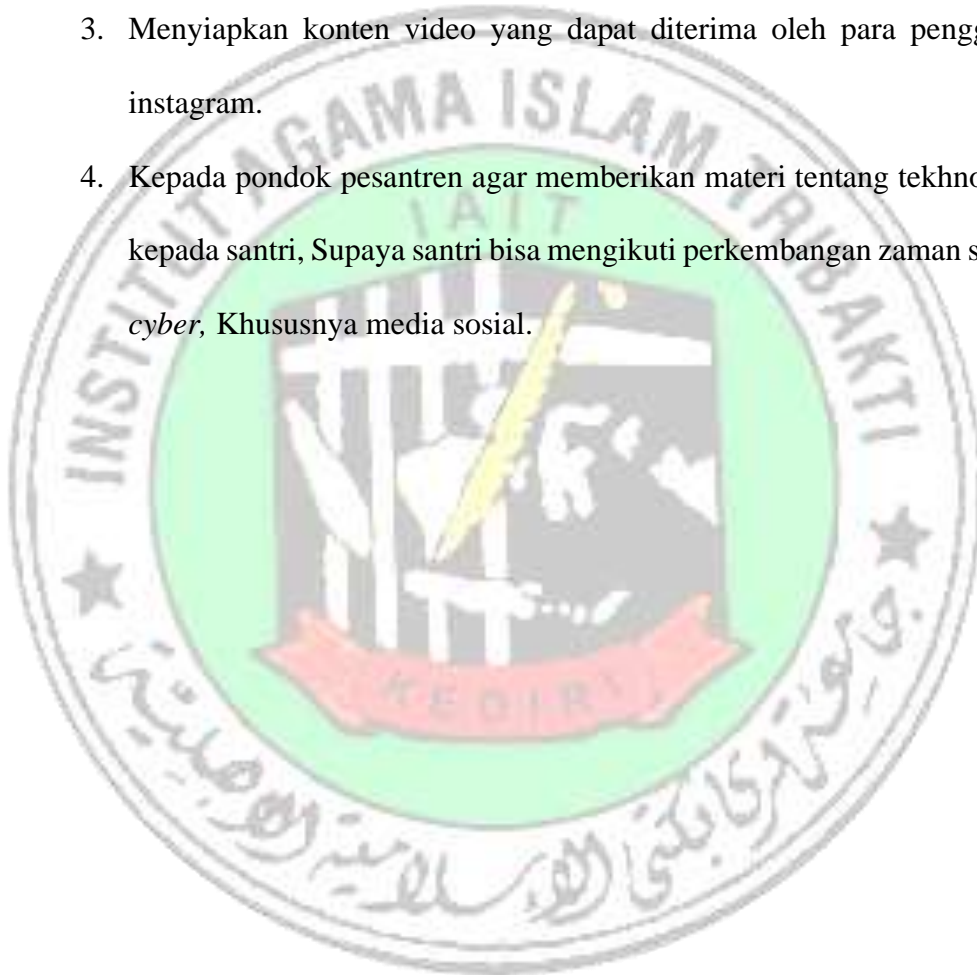 3. Menyiapkan konten video yang dapat diterima oleh para pengg
instagram.
4. Kepada pondok pesantren agar memberikan materi tentang tekhno
kepada santri, Supaya santri bisa mengikuti perkembangan zaman s
cyber, Khususnya media sosial.
INSTITUT AGAMA ISLAM TRIBAKTI
IAIT
KEDIRI